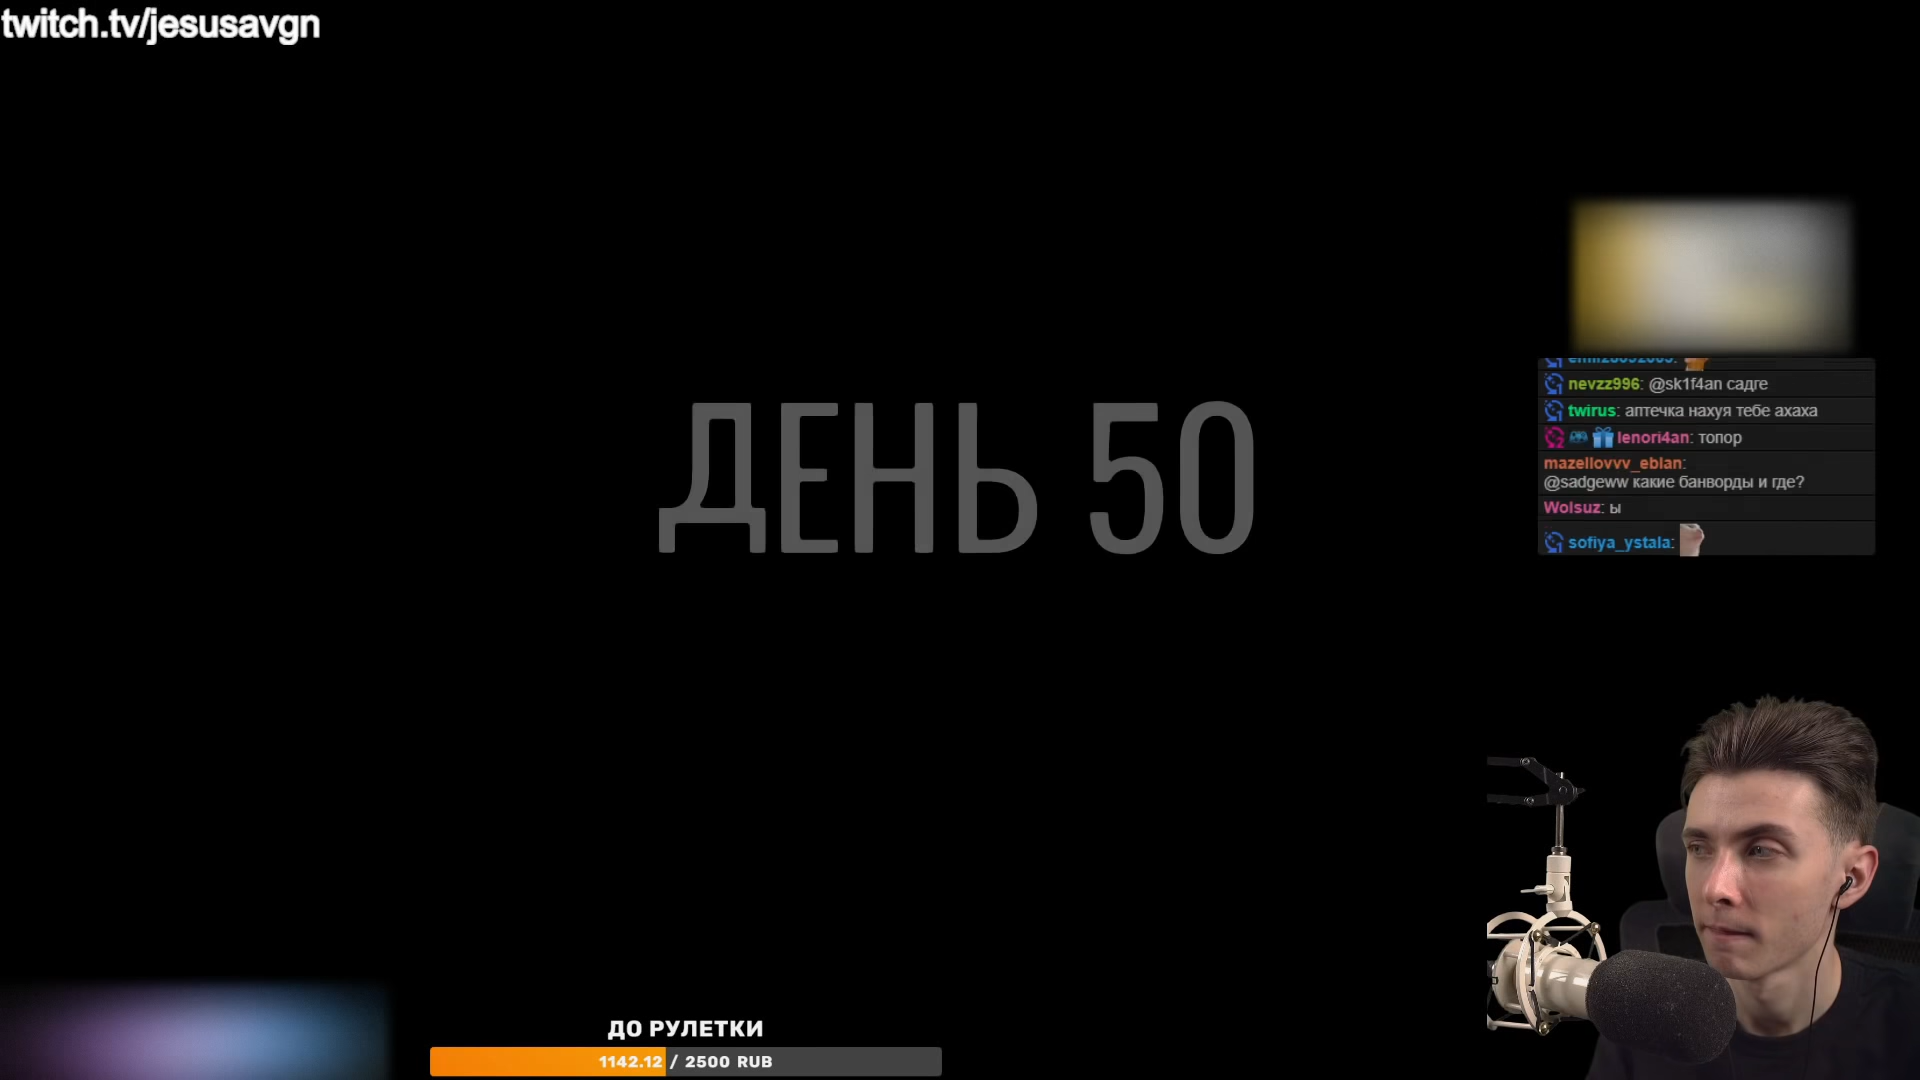 twitch.tv/jesusavgn
ДЕНЬ 50
nevzz996: @sk1f4an садге
twirus: аптечка нахуя тебе ахаха
lenori4an: топор
mazellovvv_eblan:
@sadgeww какие банворды и где?
Wolsuz: ы
sofiya_ystala:
ДО РУЛЕТКИ
1142.12 / 2500 RUB